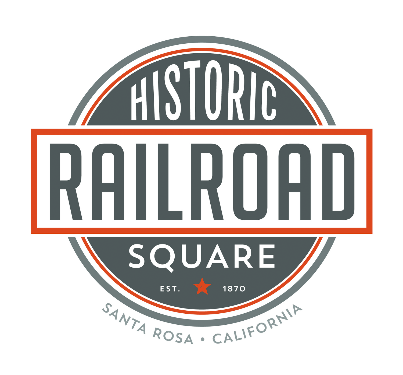 HISTORIC
RAILROAD
SQUARE
EST. 1870
SANTA ROSA • CALIFORNIA